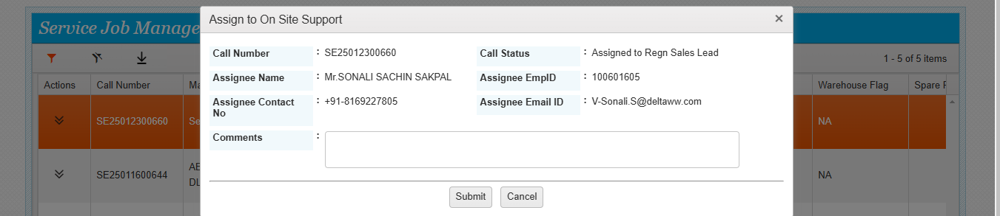 Assign to On Site Support ×
Service Job Manage
Call Number : SE25012300660 Call Status : Assigned to Regn Sales Lead
1 - 5 of 5 items
Assignee Name : Mr.SONALI SACHIN SAKPAL Assignee EmpID : 100601605
Actions Call Number Ma Warehouse Flag Spare F
Assignee Contact No : +91-8169227805 Assignee Email ID : V-Sonali.S@deltaww.com
SE25012300660 Se NA
Comments :
SE25011600644 AE NA
DL
Submit Cancel